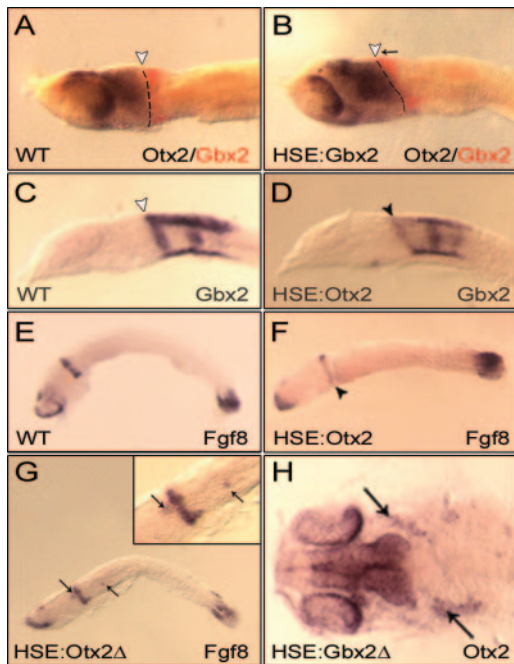 A
WT
Otx2/Gbx2
B
HSE:Gbx2
Otx2/Gbx2
C
WT
Gbx2
D
HSE:Otx2
Gbx2
E
WT
Fgf8
F
HSE:Otx2
Fgf8
G
HSE:Otx2Δ
Fgf8
H
HSE:Gbx2Δ
Otx2